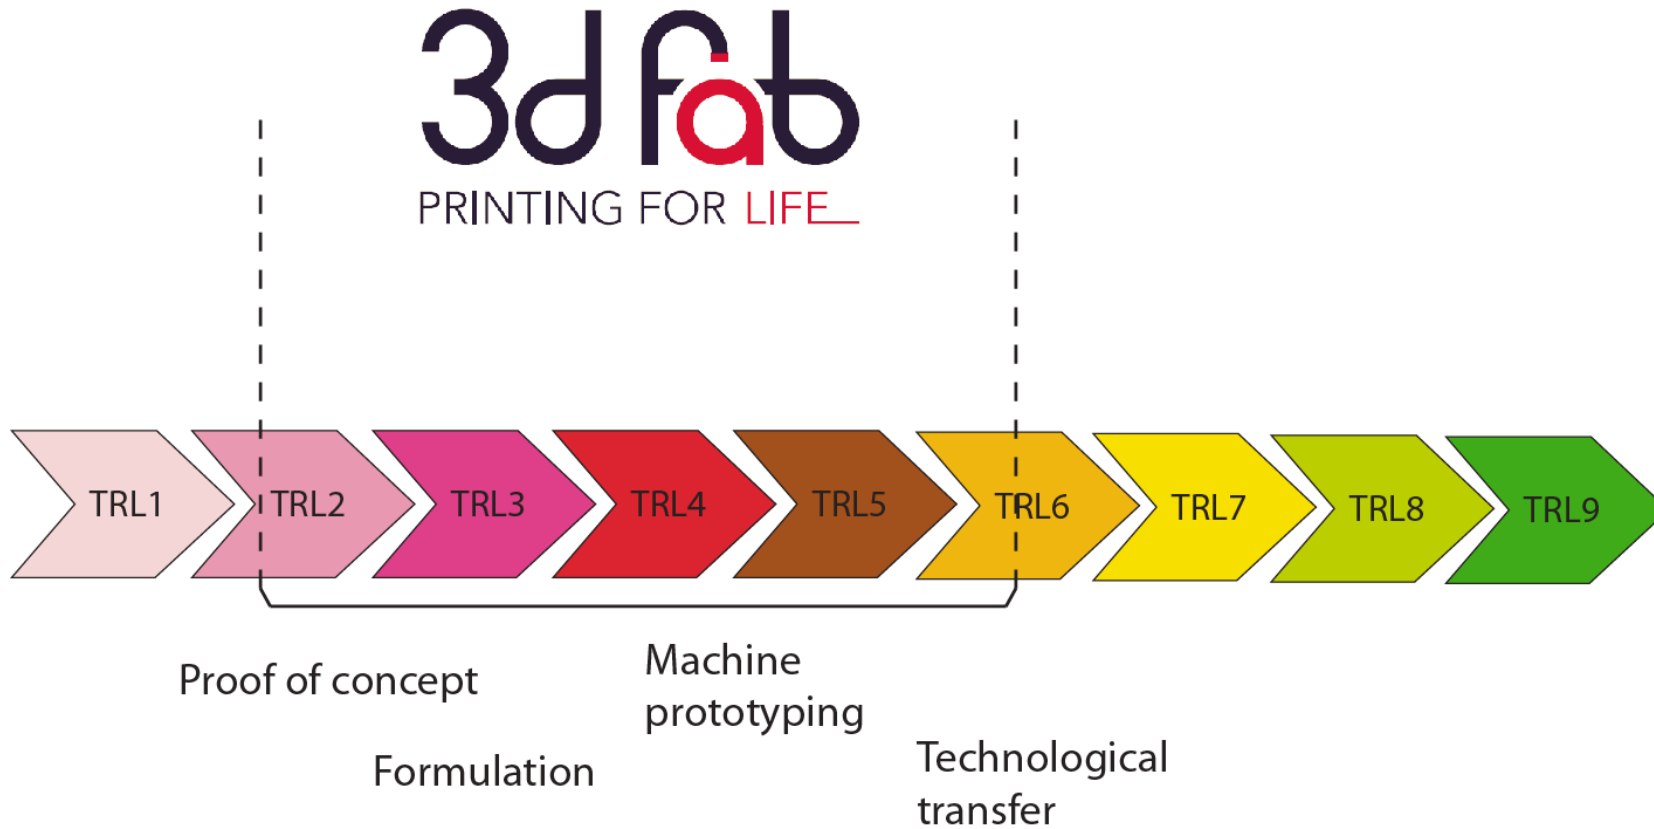 3d fab
PRINTING FOR LIFE
TRL1
TRL2
TRL3
TRL4
TRL5
TRL6
TRL7
TRL8
TRL9
Proof of concept
Machine
prototyping
Formulation
Technological
transfer